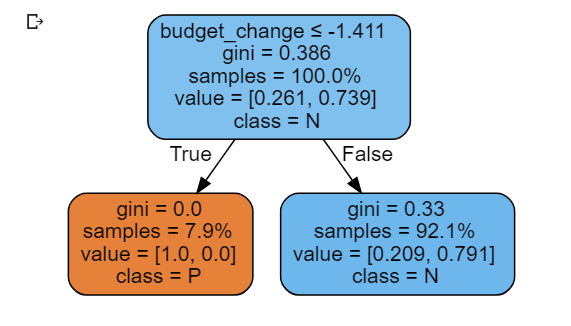 budget_change ≤ -1.411
gini = 0.386
samples = 100.0%
value = [0.261, 0.739]
class = N
True
False
gini = 0.0
samples = 7.9%
value = [1.0, 0.0]
class = P
gini = 0.33
samples = 92.1%
value = [0.209, 0.791]
class = N